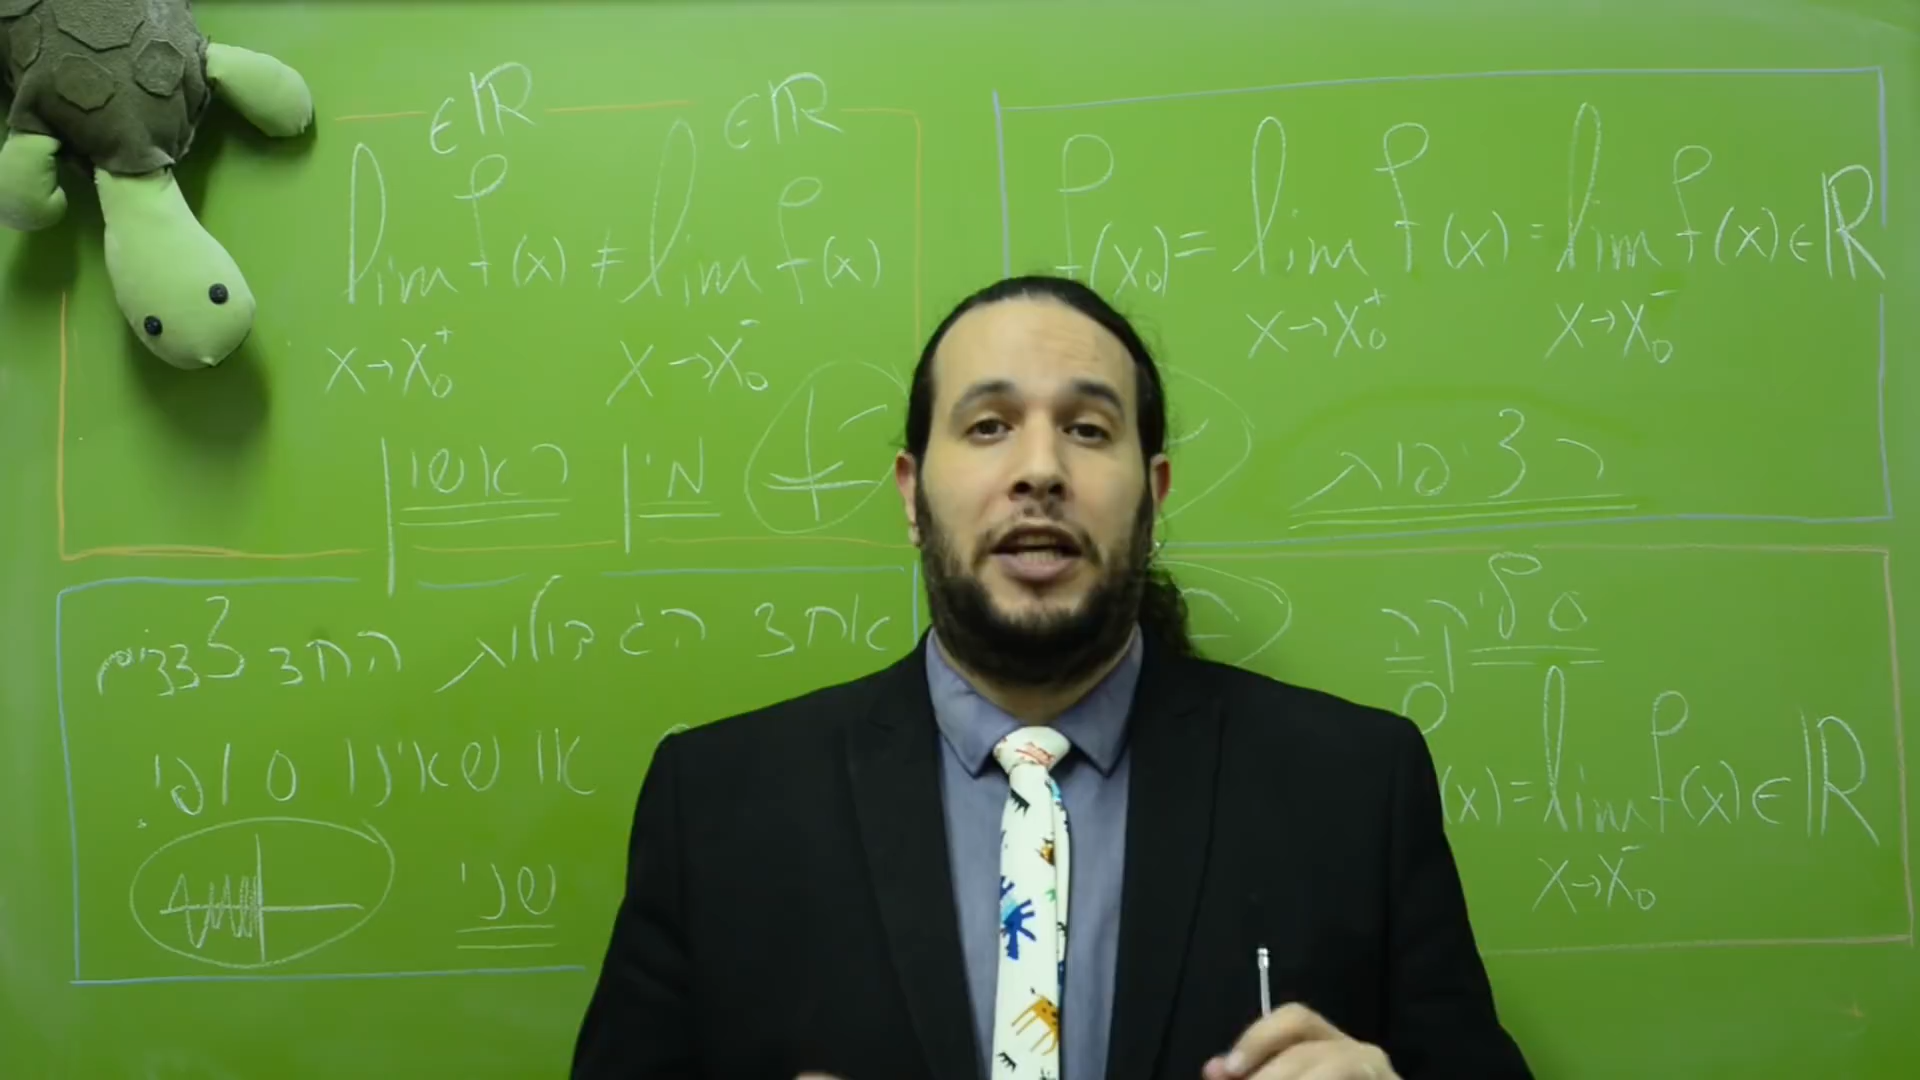 f(x₀) = lim f(x) = lim f(x) ∈ ℝ
x→x₀⁺ x→x₀⁻
רציפות
∈ℝ ∈ℝ
lim f(x) ≠ lim f(x)
x→x₀⁺ x→x₀⁻
מין ראשון
סליקה
(x) = lim f(x) ∈ ℝ
x→x₀⁻
אחד הגבולות החד צדדיים
או שאינו סופי
שני